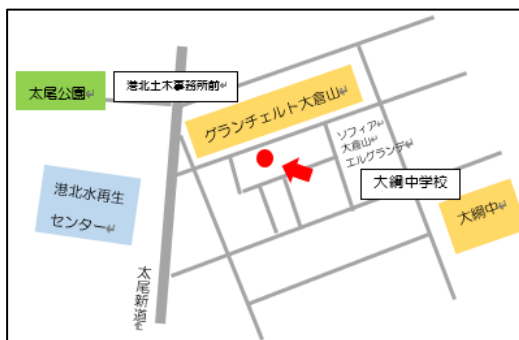 太尾公園
港北土木事務所前
グランチェルト大倉山
ソフィア
大倉山
エルグランデ
港北水再生
センター
大綱中学校
大綱中
太尾新道